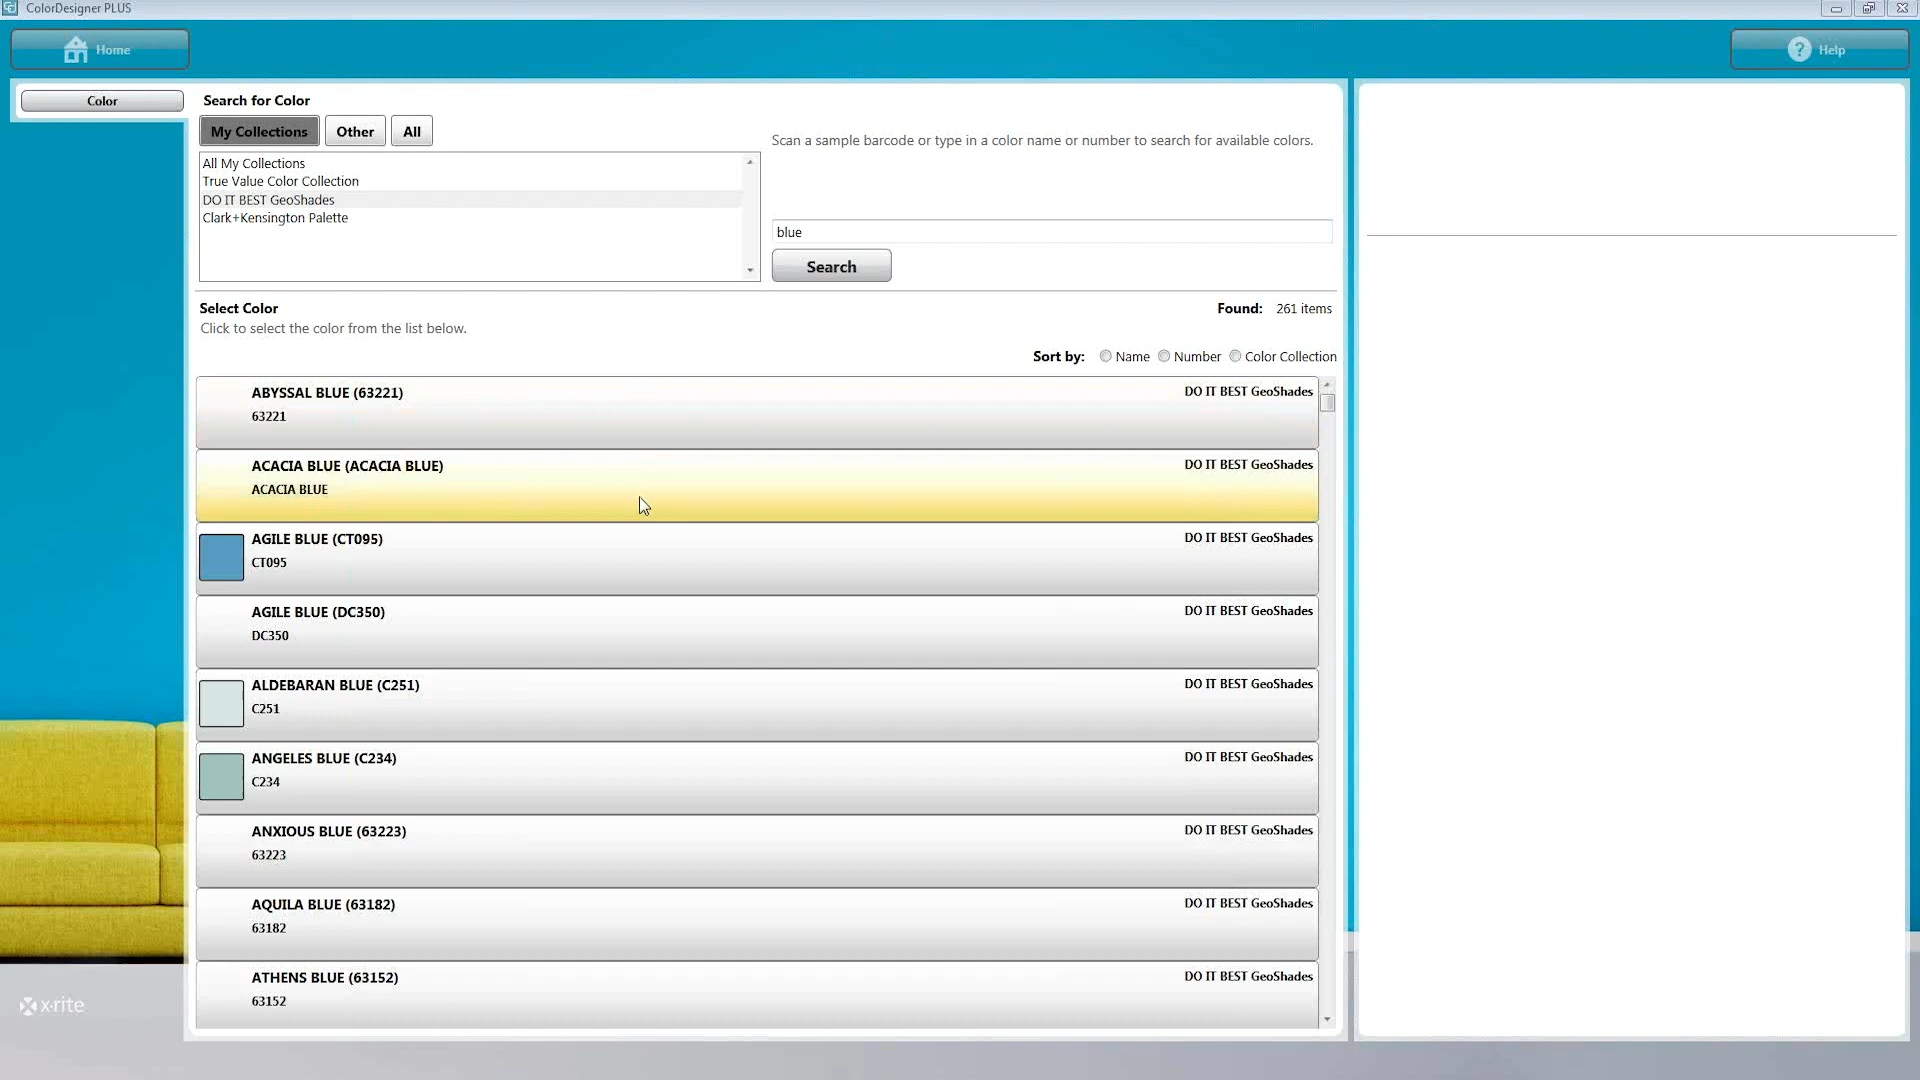 ColorDesigner PLUS
Home
Help
Color
Search for Color
My Collections
Other
All
Scan a sample barcode or type in a color name or number to search for available colors.
All My Collections
True Value Color Collection
DO IT BEST GeoShades
Clark+Kensington Palette
blue
Search
Select Color
Found: 261 items
Click to select the color from the list below.
Sort by: Name Number Color Collection
ABYSSAL BLUE (63221)
DO IT BEST GeoShades
63221
ACACIA BLUE (ACACIA BLUE)
DO IT BEST GeoShades
ACACIA BLUE
AGILE BLUE (CT095)
DO IT BEST GeoShades
CT095
AGILE BLUE (DC350)
DO IT BEST GeoShades
DC350
ALDEBARAN BLUE (C251)
DO IT BEST GeoShades
C251
ANGELES BLUE (C234)
DO IT BEST GeoShades
C234
ANXIOUS BLUE (63223)
DO IT BEST GeoShades
63223
AQUILA BLUE (63182)
DO IT BEST GeoShades
63182
ATHENS BLUE (63152)
DO IT BEST GeoShades
63152
x·rite